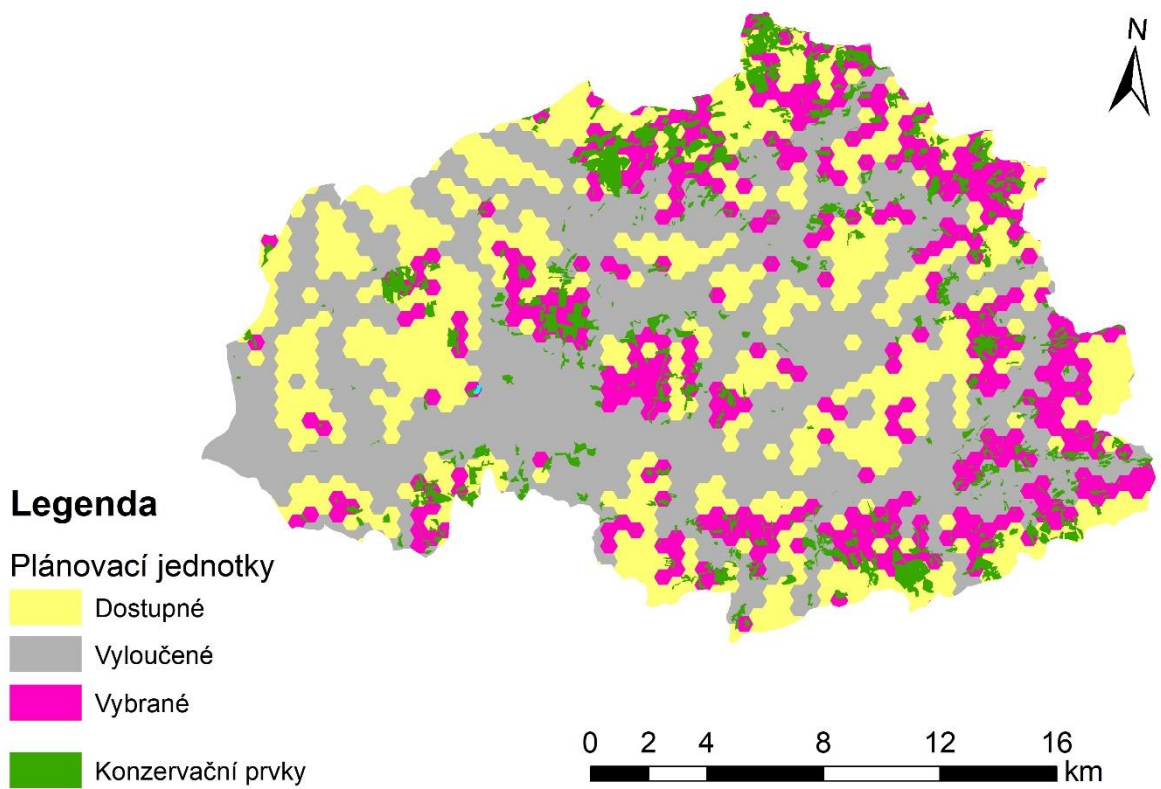 N
Legenda
Plánovací jednotky
Dostupné
Vyloučené
Vybrané
Konzervační prvky
0 2 4 8 12 16
km